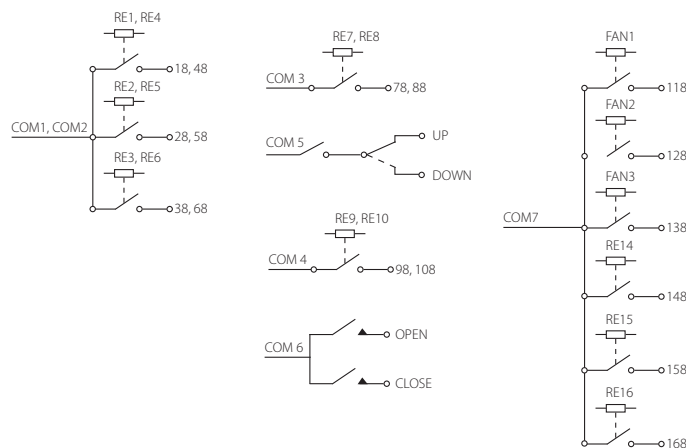 RE1, RE4
18, 48
RE2, RE5
COM1, COM2
28, 58
RE3, RE6
38, 68
RE7, RE8
COM 3
78, 88
COM 5
UP
DOWN
RE9, RE10
COM 4
98, 108
COM 6
OPEN
CLOSE
FAN1
118
FAN2
128
FAN3
COM7
138
RE14
148
RE15
158
RE16
168